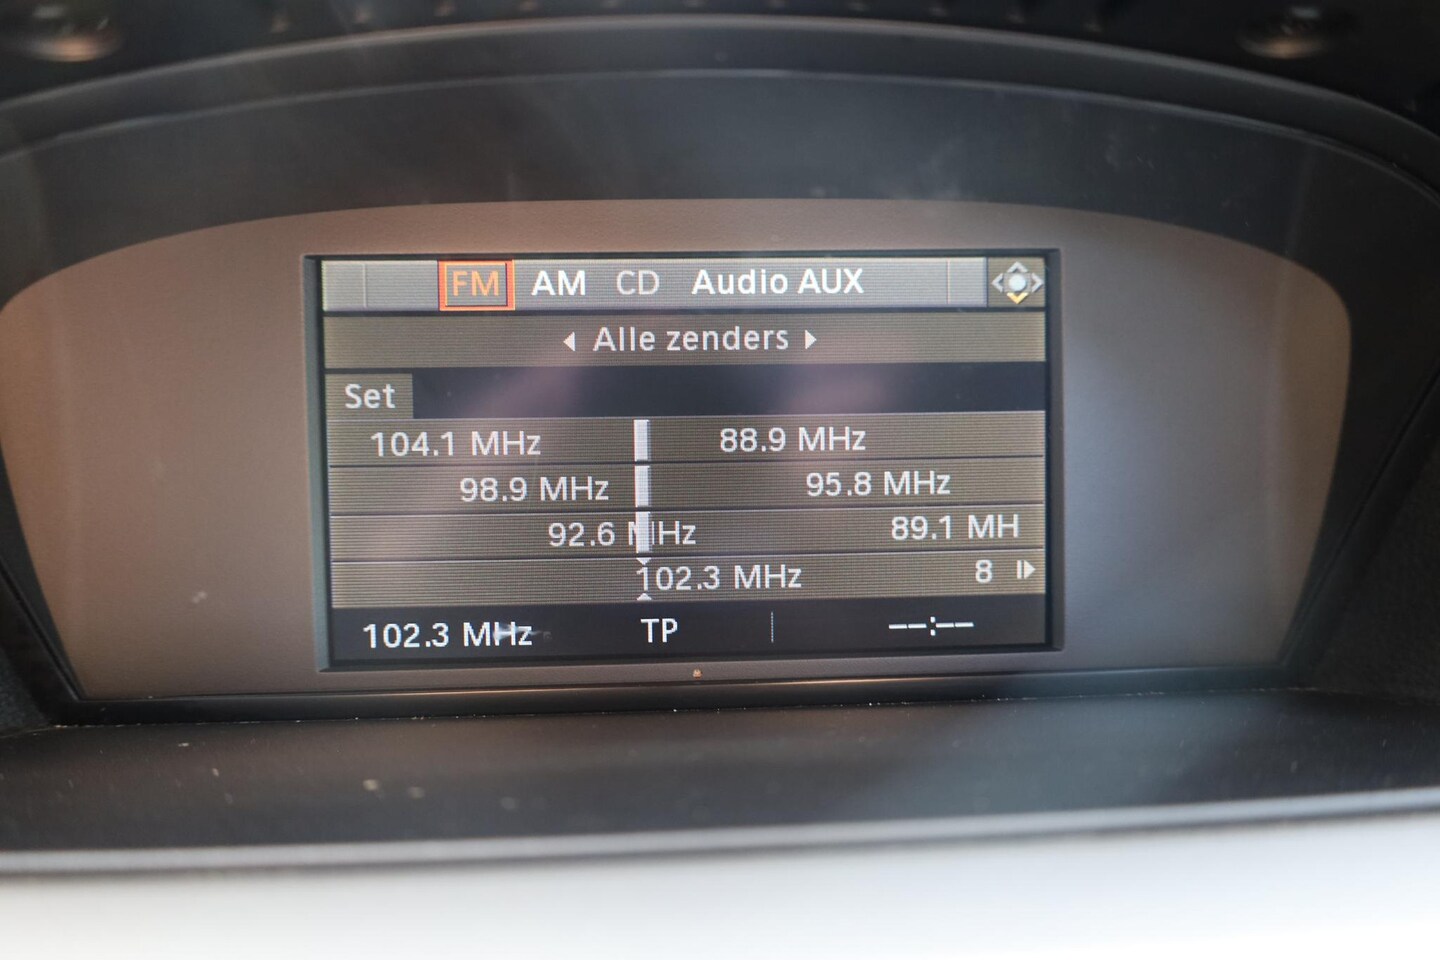 FM AM CD Audio AUX
Alle zenders
Set
104.1 MHz 88.9 MHz
98.9 MHz 95.8 MHz
92.6 MHz 89.1 MH
102.3 MHz 8
102.3 MHz TP --:--